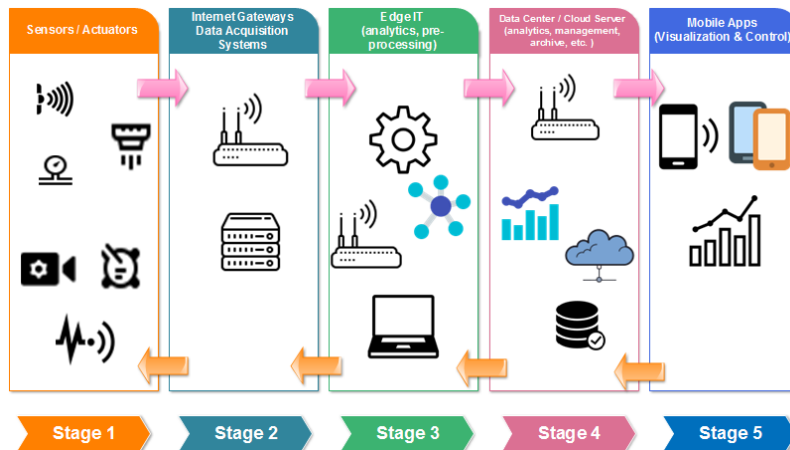 Sensors / Actuators
Internet Gateways
Data Acquisition
Systems
Edge IT
(analytics, pre-
processing)
Data Center / Cloud Server
(analytics, management,
archive, etc. )
Mobile Apps
(Visualization & Control)
Stage 1
Stage 2
Stage 3
Stage 4
Stage 5